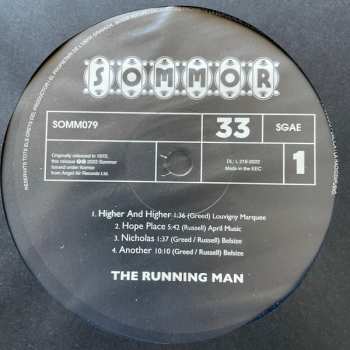 SOMMOR
SOMM079
33
SGAE
Originally released in 1972,
this release ℗ © 2022 Sommor
Issued under license
from Angel Air Records Ltd.
DL: L 218-2022
Made in the EEC
1
1. Higher And Higher 1:36 (Greed) Louvigny Marquee
2. Hope Place 5:42 (Russell) April Music
3. Nicholas 1:37 (Greed / Russell) Belsize
4. Another 10:10 (Greed / Russell) Belsize
THE RUNNING MAN